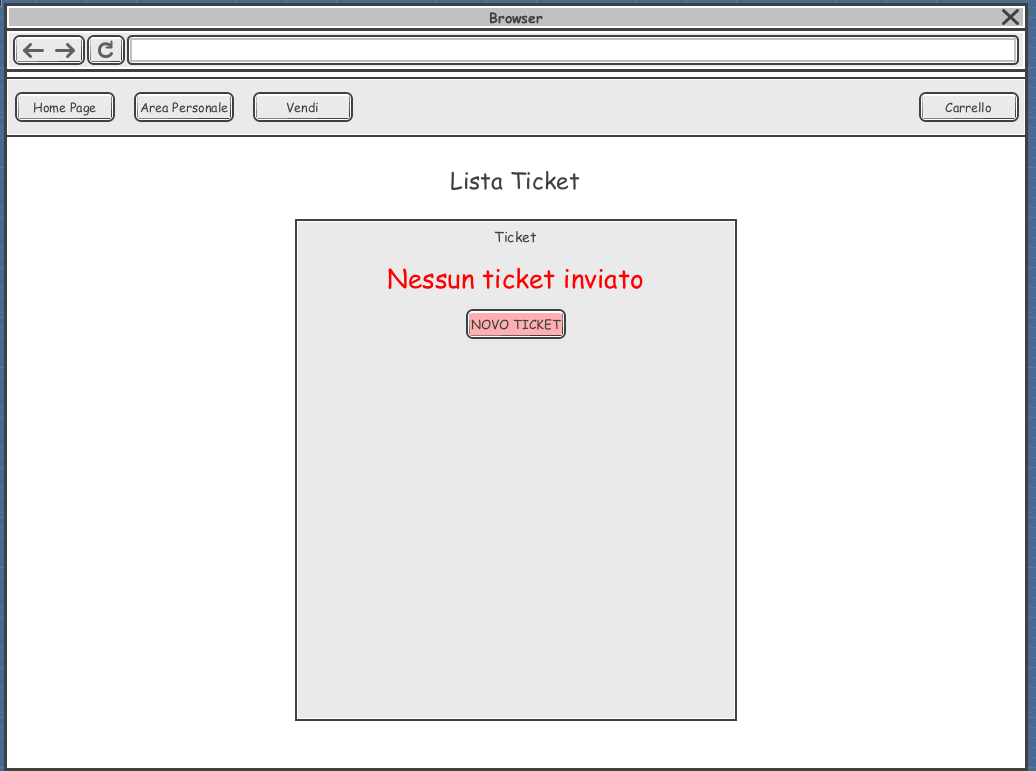 Browser
Home Page
Area Personale
Vendi
Carrello
Lista Ticket
Ticket
Nessun ticket inviato
NOVO TICKET